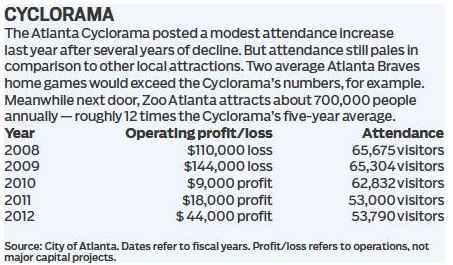 CYCLORAMA
The Atlanta Cyclorama posted a modest attendance increase
last year after several years of decline. But attendance still pales in
comparison to other local attractions. Two average Atlanta Braves
home games would exceed the Cyclorama's numbers, for example.
Meanwhile next door, Zoo Atlanta attracts about 700,000 people
annually — roughly 12 times the Cyclorama's five-year average.
Year Operating profit/loss Attendance
2008 $110,000 loss 65,675 visitors
2009 $144,000 loss 65,304 visitors
2010 $9,000 profit 62,832 visitors
2011 $18,000 profit 53,000 visitors
2012 $ 44,000 profit 53,790 visitors
Source: City of Atlanta. Dates refer to fiscal years. Profit/loss refers to operations, not
major capital projects.